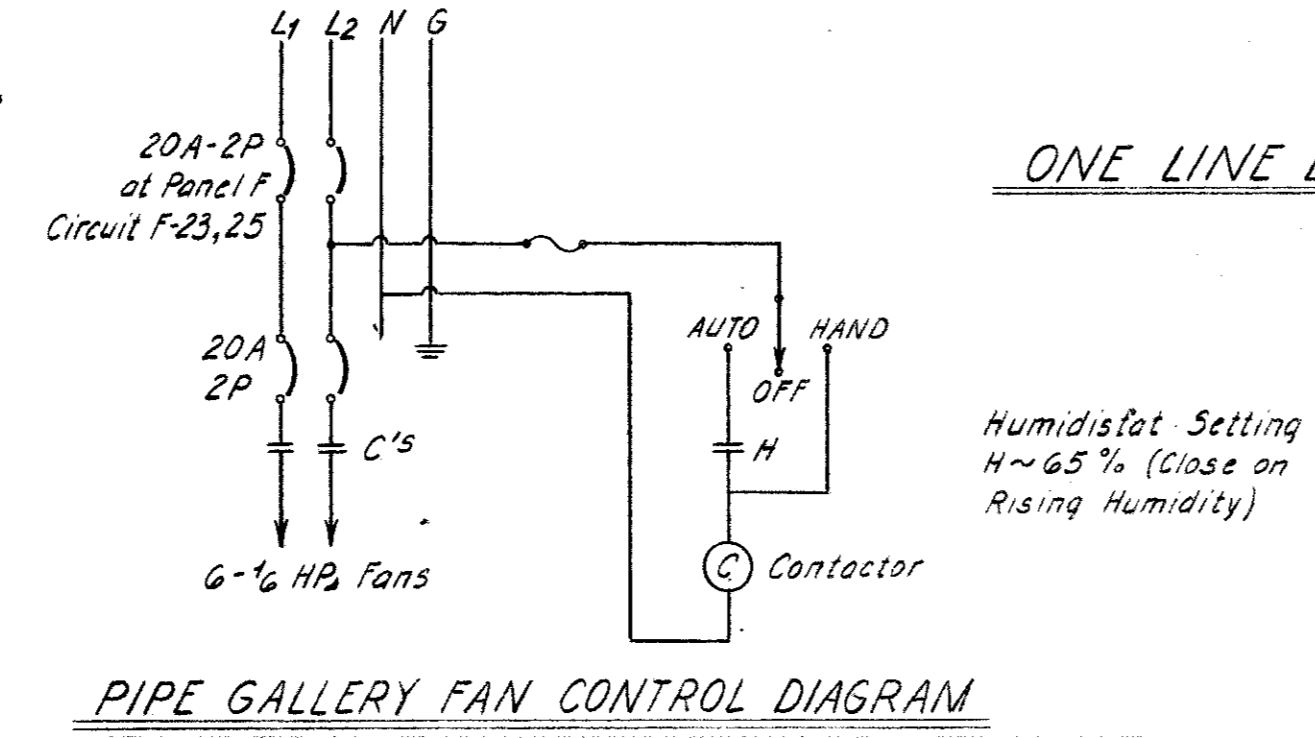 L1 L2 N G
20A-2P
at Panel F
Circuit F-23,25
ONE LINE
20A
2P
C's
AUTO HAND
OFF
H
Humidistat Setting
H~65% (Close on
Rising Humidity)
C Contactor
6-1/6 HP Fans
PIPE GALLERY FAN CONTROL DIAGRAM